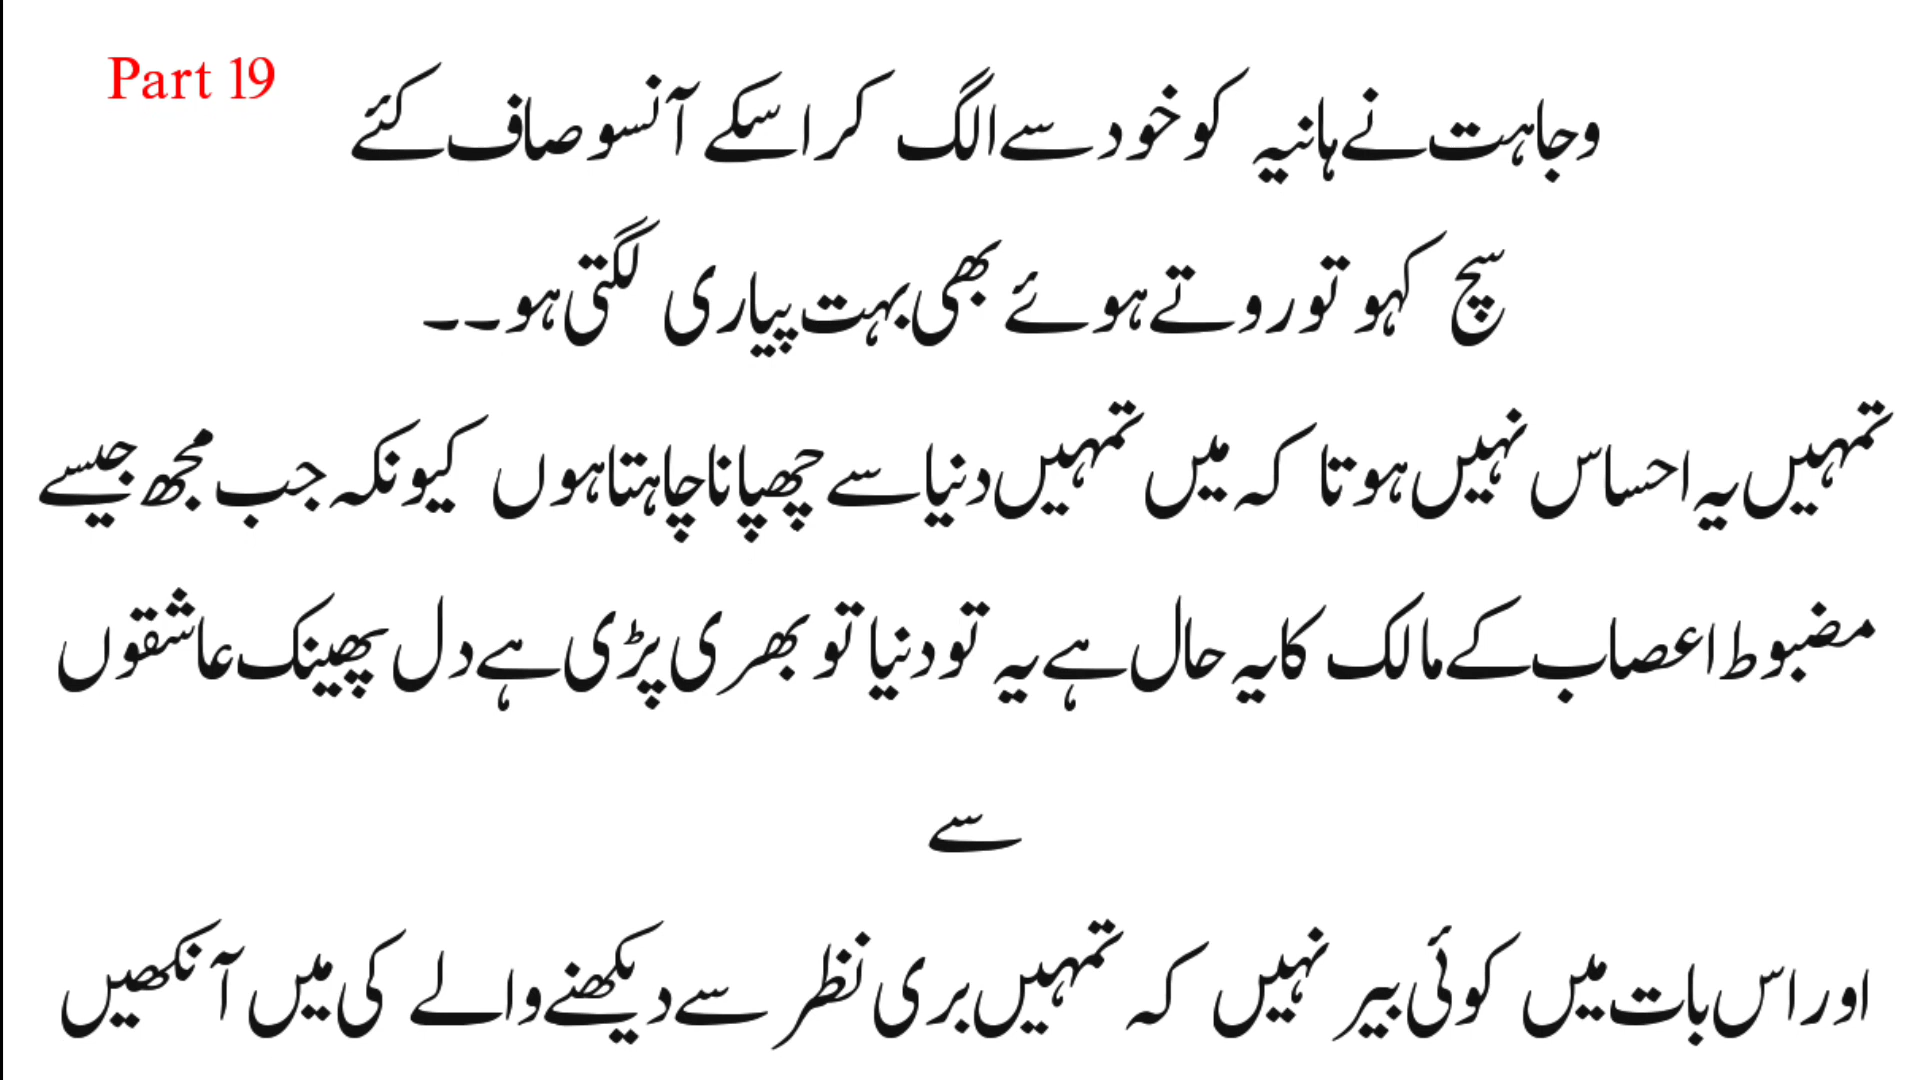 Part 19
وجاہت نے ہانیہ کو خود سے الگ کر اسکے آنسو صاف کئے
سچ کہو تو روتے ہوئے بھی بہت پیاری لگتی ہو۔۔
تمہیں یہ احساس نہیں ہوتا کہ میں تمہیں دنیا سے چھپانا چاہتا ہوں کیونکہ جب مجھ جیسے
مضبوط اعصاب کے مالک کا یہ حال ہے یہ تو دنیا تو بھری پڑی ہے دل پھینک عاشقوں
سے
اور اس بات میں کوئی بیر نہیں کہ تمہیں بری نظر سے دیکھنے والے کی میں آنکھیں